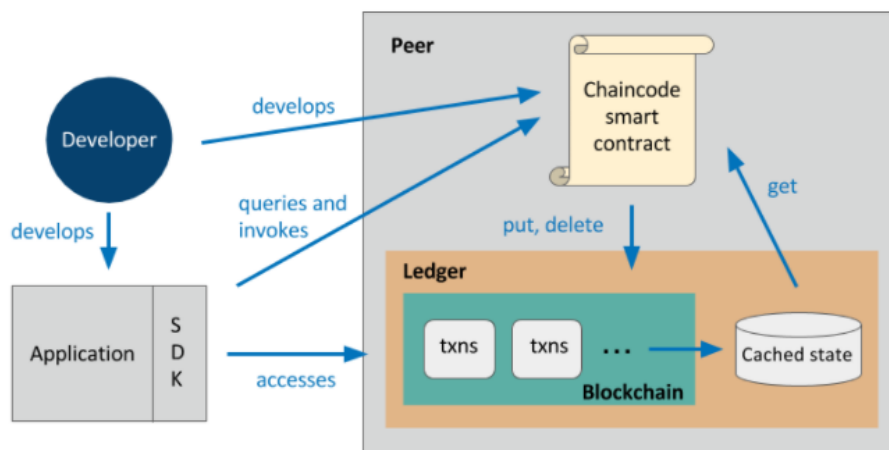 Peer
Developer
develops
Chaincode
smart
contract
develops
queries and
invokes
put, delete
get
Ledger
Application
S
D
K
accesses
txns
txns
...
Cached state
Blockchain